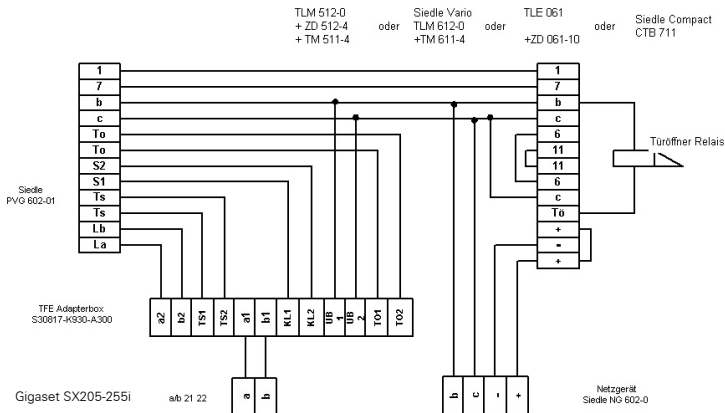 TLM 512-0
+ ZD 512-4
+ TM 511-4
oder
Siedle Vario
TLM 612-0
+TM 611-4
oder
TLE 061
+ZD 061-10
oder
Siedle Compact
CTB 711
1
7
b
c
To
To
S2
S1
Ts
Ts
Lb
La
Siedle
PVG 602-01
1
7
b
c
6
11
11
6
c
Tö
+
-
+
Türöffner Relais
TFE Adapterbox
S30817-K930-A300
a2
b2
TS1
TS2
a1
b1
KL1
KL2
UB 1
UB 2
TO1
TO2
Gigaset SX205-255i
a/b 21 22
a
b
b
c
-
+
Netzgerät
Siedle NG 602-0